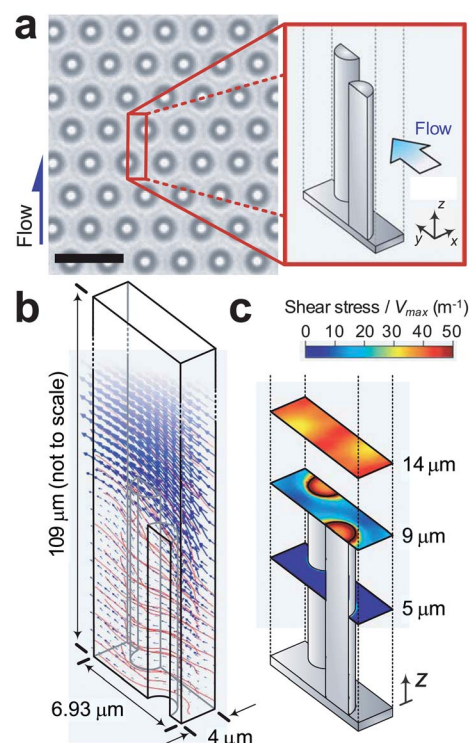 a
Flow
Flow
z
y
x
b
109 μm (not to scale)
6.93 μm
4 μm
c
Shear stress / Vmax (m-1)
0 10 20 30 40 50
14 μm
9 μm
5 μm
Z